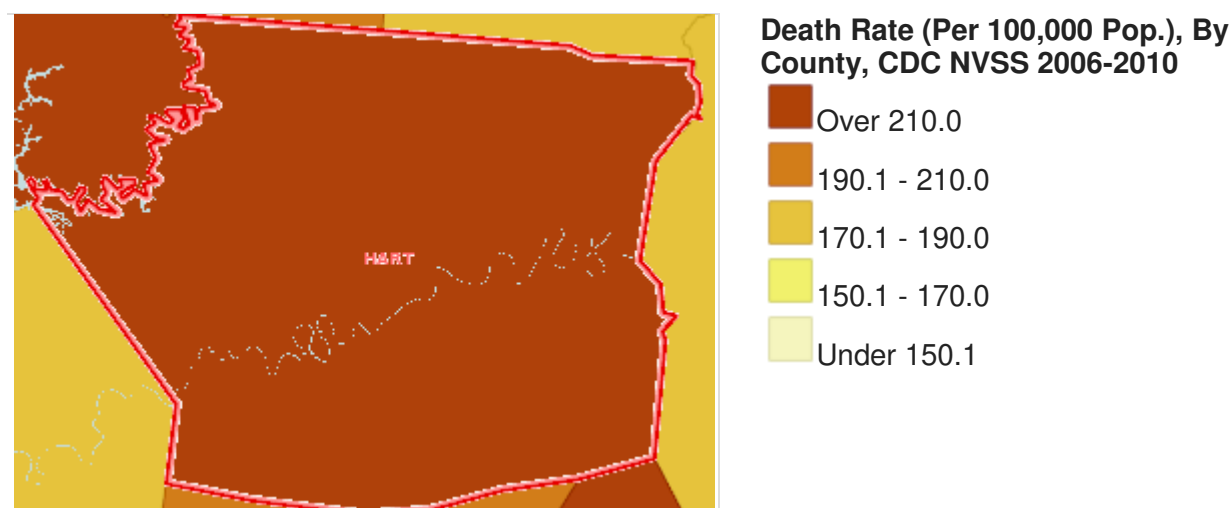 Death Rate (Per 100,000 Pop.), By
County, CDC NVSS 2006-2010
Over 210.0
190.1 - 210.0
170.1 - 190.0
150.1 - 170.0
Under 150.1
HART